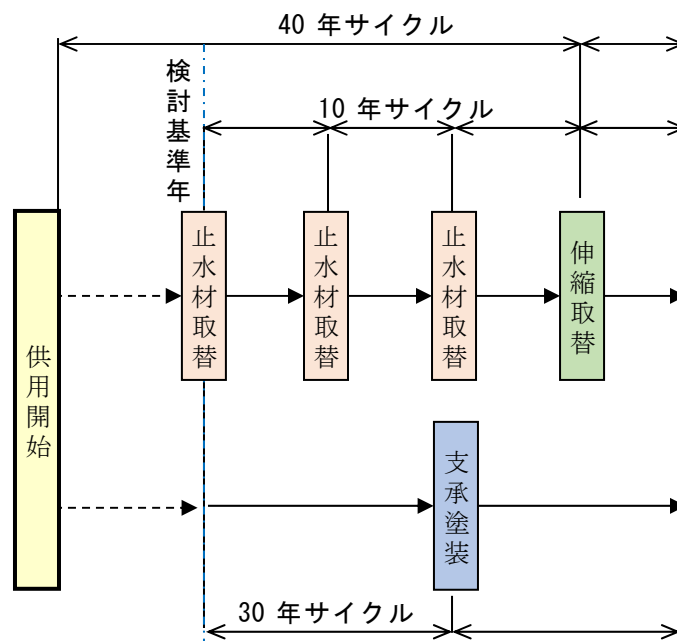 40 年サイクル
検討基準年
10 年サイクル
供用開始
止水材取替
止水材取替
止水材取替
伸縮取替
支承塗装
30 年サイクル